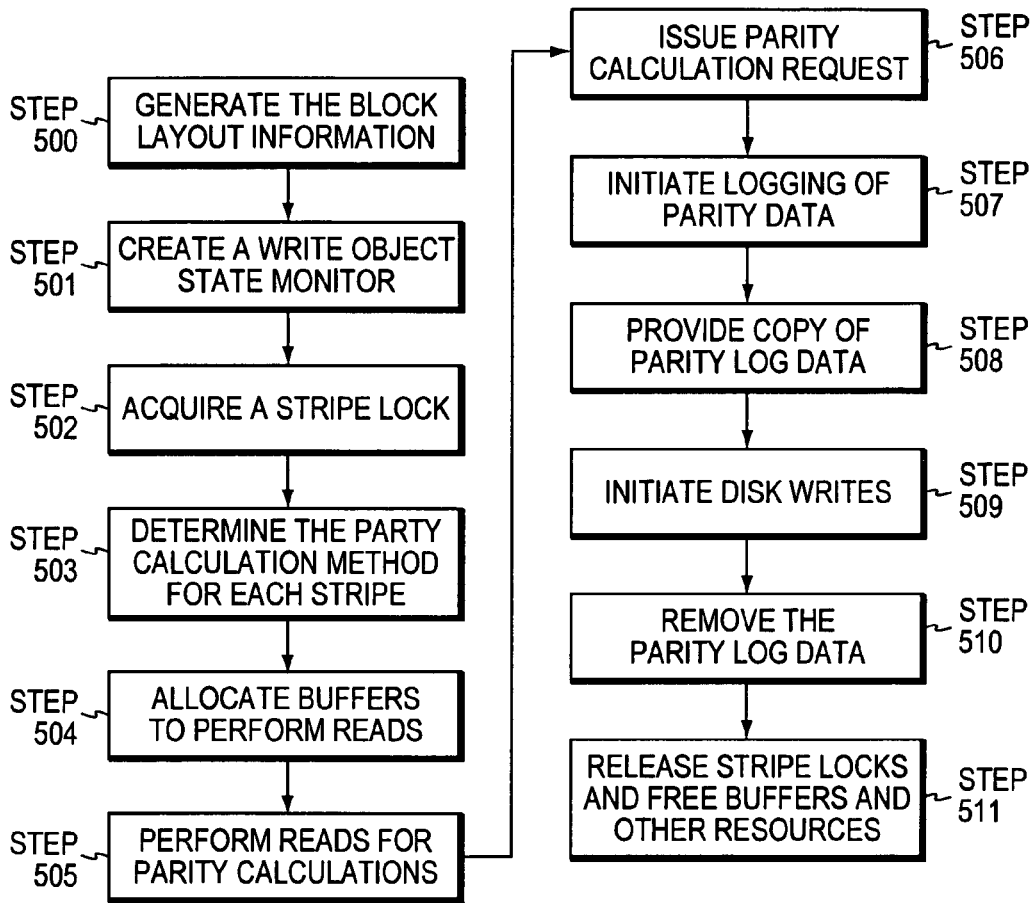 STEP
500
GENERATE THE BLOCK
LAYOUT INFORMATION
STEP
501
CREATE A WRITE OBJECT
STATE MONITOR
STEP
502
ACQUIRE A STRIPE LOCK
STEP
503
DETERMINE THE PARTY
CALCULATION METHOD
FOR EACH STRIPE
STEP
504
ALLOCATE BUFFERS
TO PERFORM READS
STEP
505
PERFORM READS FOR
PARITY CALCULATIONS
ISSUE PARITY
CALCULATION REQUEST
STEP
506
INITIATE LOGGING OF
PARITY DATA
STEP
507
PROVIDE COPY OF
PARITY LOG DATA
STEP
508
INITIATE DISK WRITES
STEP
509
REMOVE THE
PARITY LOG DATA
STEP
510
RELEASE STRIPE LOCKS
AND FREE BUFFERS AND
OTHER RESOURCES
STEP
511